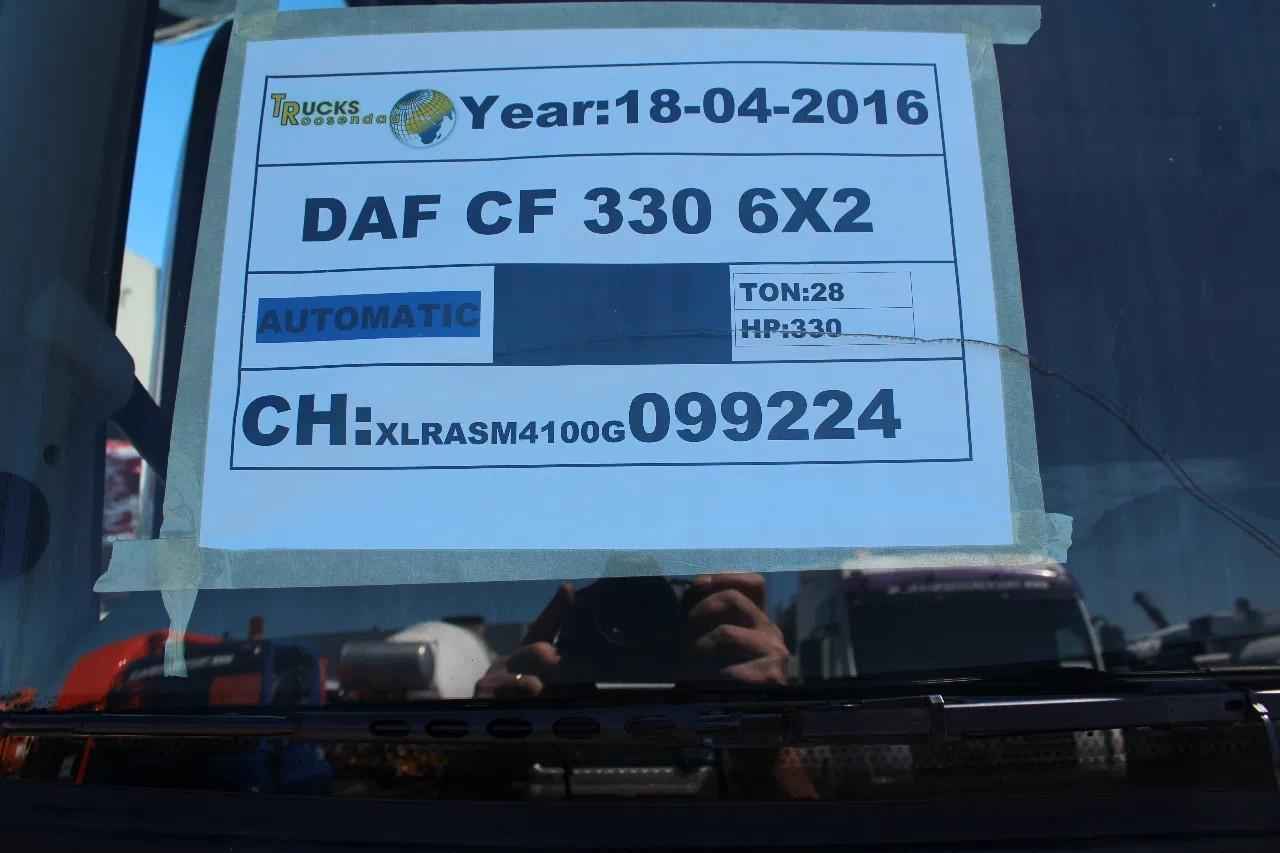 TRUCKS
Roosendaal
Year:18-04-2016
DAF CF 330 6X2
AUTOMATIC
TON:28
HP:330
CH:XLRASM4100G099224